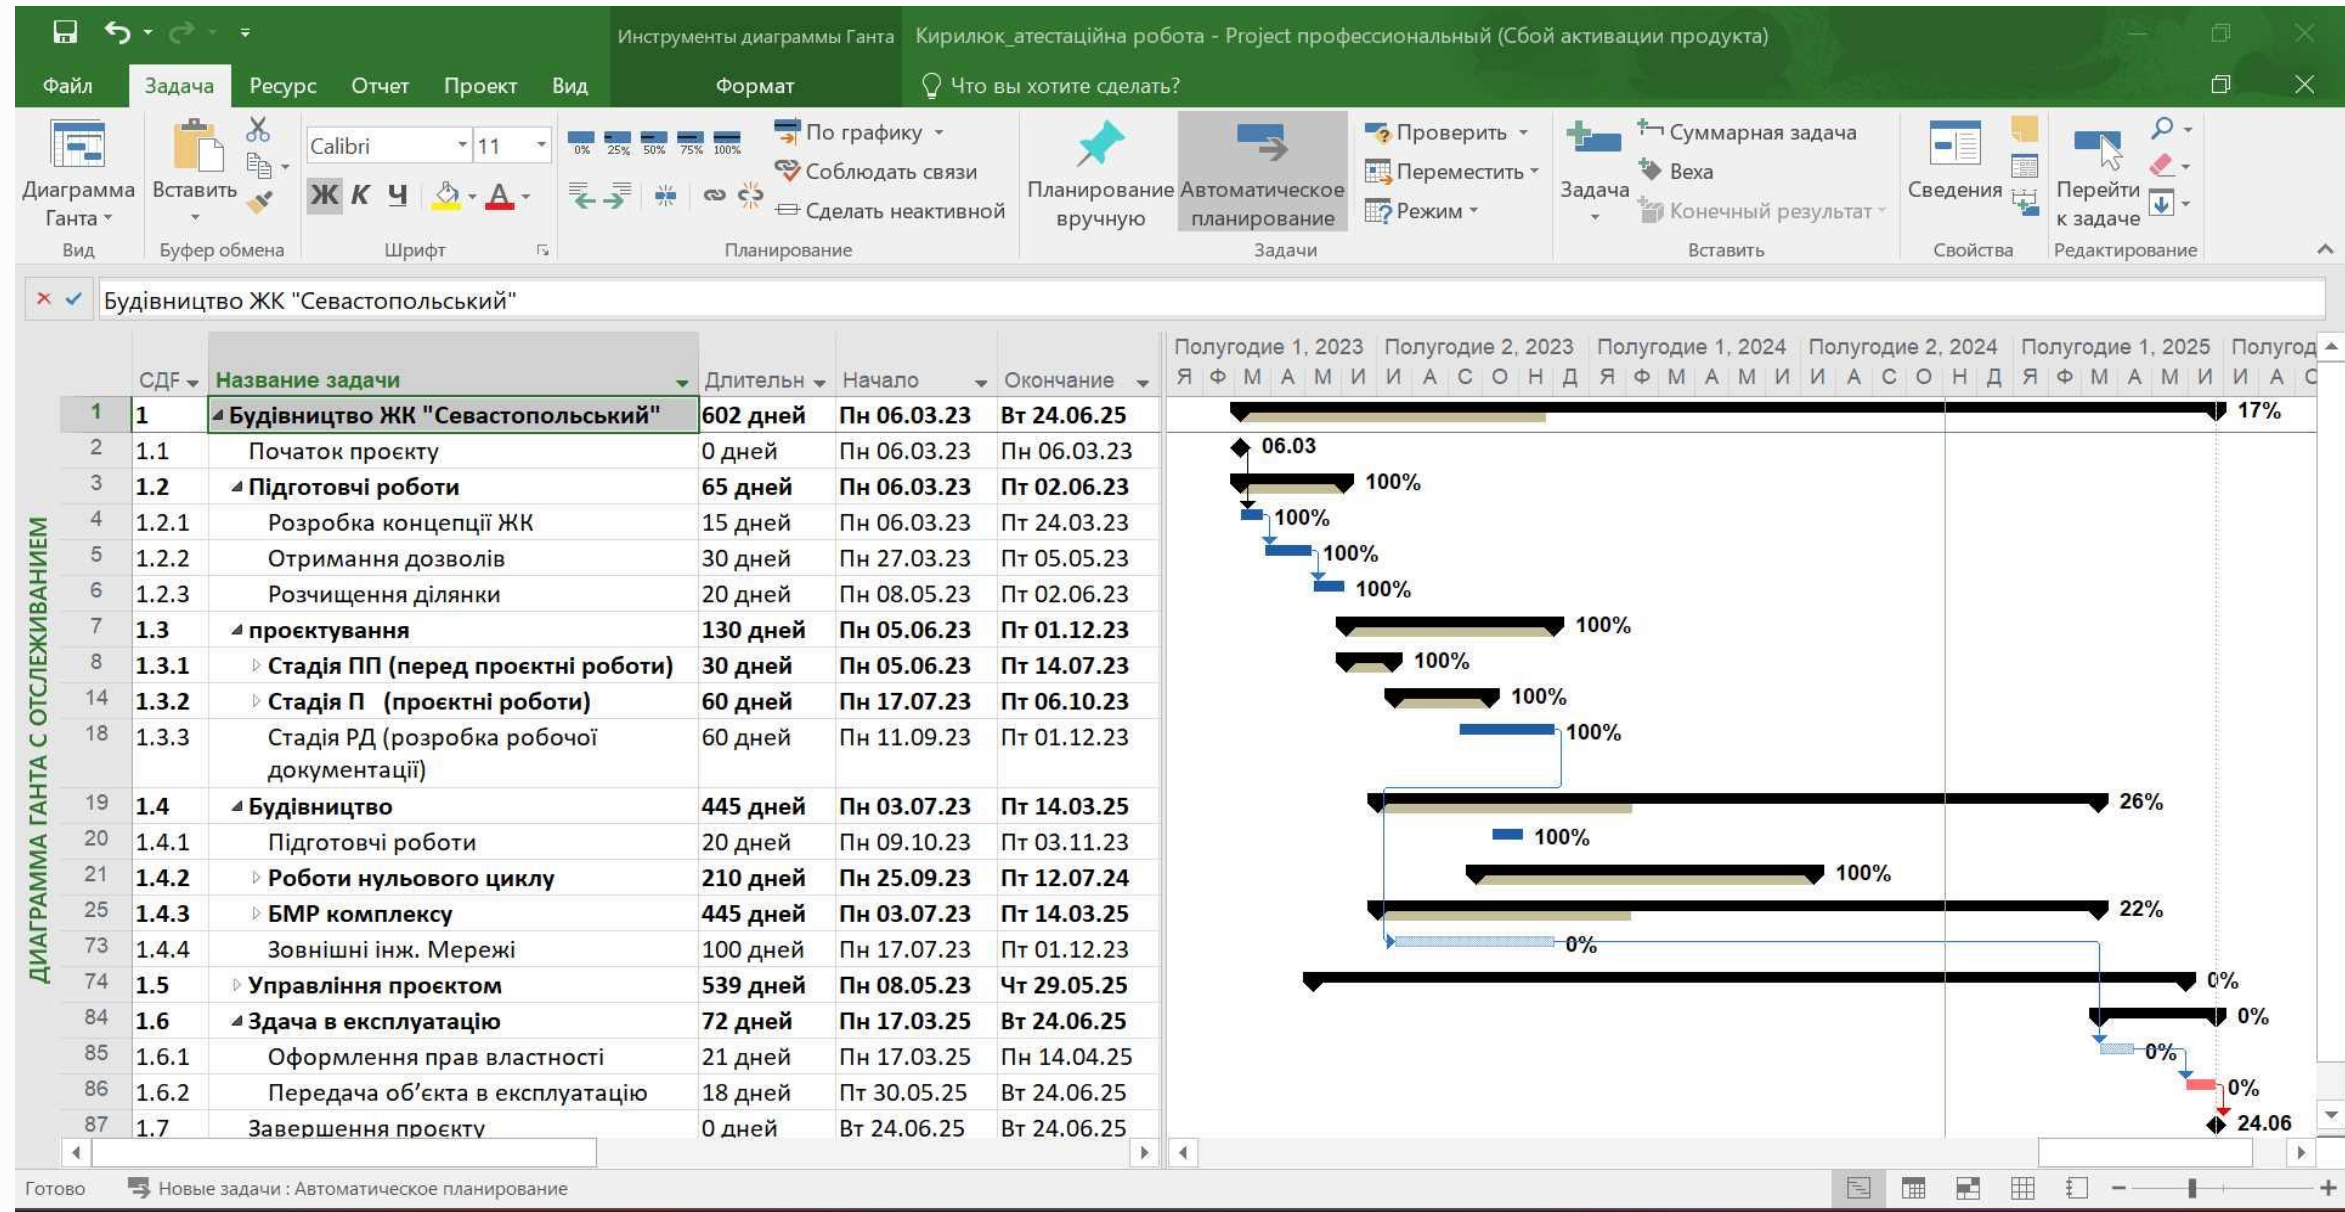 Инструменты диаграммы Ганта Кирилюк_атестаційна робота - Project профессиональный (Сбой активации продукта)
Файл Задача Ресурс Отчет Проект Вид Формат Что вы хотите сделать?
Calibri 11 0% 25% 50% 75% 100% По графику Проверить Суммарная задача
Соблюдать связи Переместить Веха
Диаграмма Ганта Вставить Ж К Ч А Сделать неактивной Планирование вручную Автоматическое планирование Режим Задача Конечный результат Сведения Перейти к задаче
Вид Буфер обмена Шрифт Планирование Задачи Вставить Свойства Редактирование
Будівництво ЖК "Севастопольський"
Полугодие 1, 2023 Полугодие 2, 2023 Полугодие 1, 2024 Полугодие 2, 2024 Полугодие 1, 2025 Полугод
СДР Название задачи Длительн Начало Окончание Я Ф М А М И И А С О Н Д Я Ф М А М И И А С О Н Д Я Ф М А М И И А С
1 1 Будівництво ЖК "Севастопольський" 602 дней Пн 06.03.23 Вт 24.06.25 17%
2 1.1 Початок проєкту 0 дней Пн 06.03.23 Пн 06.03.23 06.03
3 1.2 Підготовчі роботи 65 дней Пн 06.03.23 Пт 02.06.23 100%
4 1.2.1 Розробка концепції ЖК 15 дней Пн 06.03.23 Пт 24.03.23 100%
5 1.2.2 Отримання дозволів 30 дней Пн 27.03.23 Пт 05.05.23 100%
6 1.2.3 Розчищення ділянки 20 дней Пн 08.05.23 Пт 02.06.23 100%
7 1.3 проєктування 130 дней Пн 05.06.23 Пт 01.12.23 100%
8 1.3.1 Стадія ПП (перед проєктні роботи) 30 дней Пн 05.06.23 Пт 14.07.23 100%
14 1.3.2 Стадія П (проєктні роботи) 60 дней Пн 17.07.23 Пт 06.10.23 100%
18 1.3.3 Стадія РД (розробка робочої 60 дней Пн 11.09.23 Пт 01.12.23 100%
документації)
19 1.4 Будівництво 445 дней Пн 03.07.23 Пт 14.03.25 26%
20 1.4.1 Підготовчі роботи 20 дней Пн 09.10.23 Пт 03.11.23 100%
21 1.4.2 Роботи нульового циклу 210 дней Пн 25.09.23 Пт 12.07.24 100%
25 1.4.3 БМР комплексу 445 дней Пн 03.07.23 Пт 14.03.25 22%
73 1.4.4 Зовнішні інж. Мережі 100 дней Пн 17.07.23 Пт 01.12.23 0%
74 1.5 Управління проєктом 539 дней Пн 08.05.23 Чт 29.05.25 0%
84 1.6 Здача в експлуатацію 72 дней Пн 17.03.25 Вт 24.06.25 0%
85 1.6.1 Оформлення прав властності 21 дней Пн 17.03.25 Пн 14.04.25 0%
86 1.6.2 Передача об’єкта в експлуатацію 18 дней Пт 30.05.25 Вт 24.06.25 0%
87 1.7 Завершення проєкту 0 дней Вт 24.06.25 Вт 24.06.25 24.06
ДИАГРАММА ГАНТА С ОТСЛЕЖИВАНИЕМ
Готово Новые задачи : Автоматическое планирование